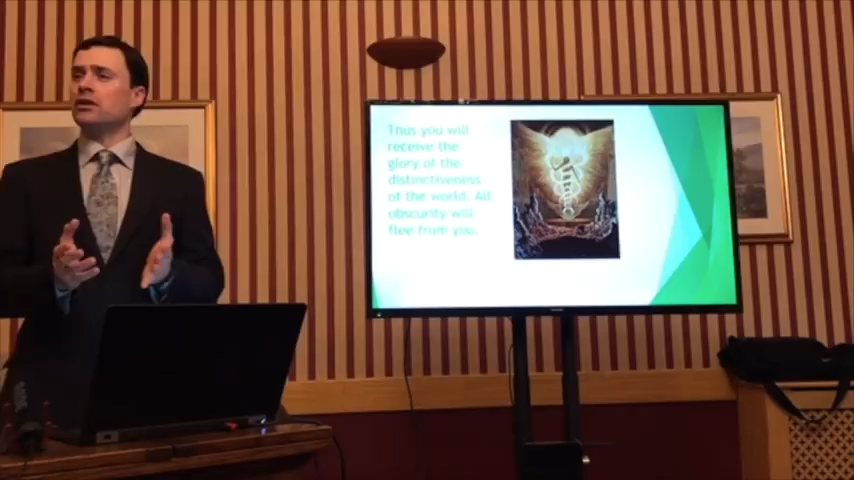 Thus you will
receive the
glory of the
distinctiveness
of the world. All
obscurity will
flee from you.